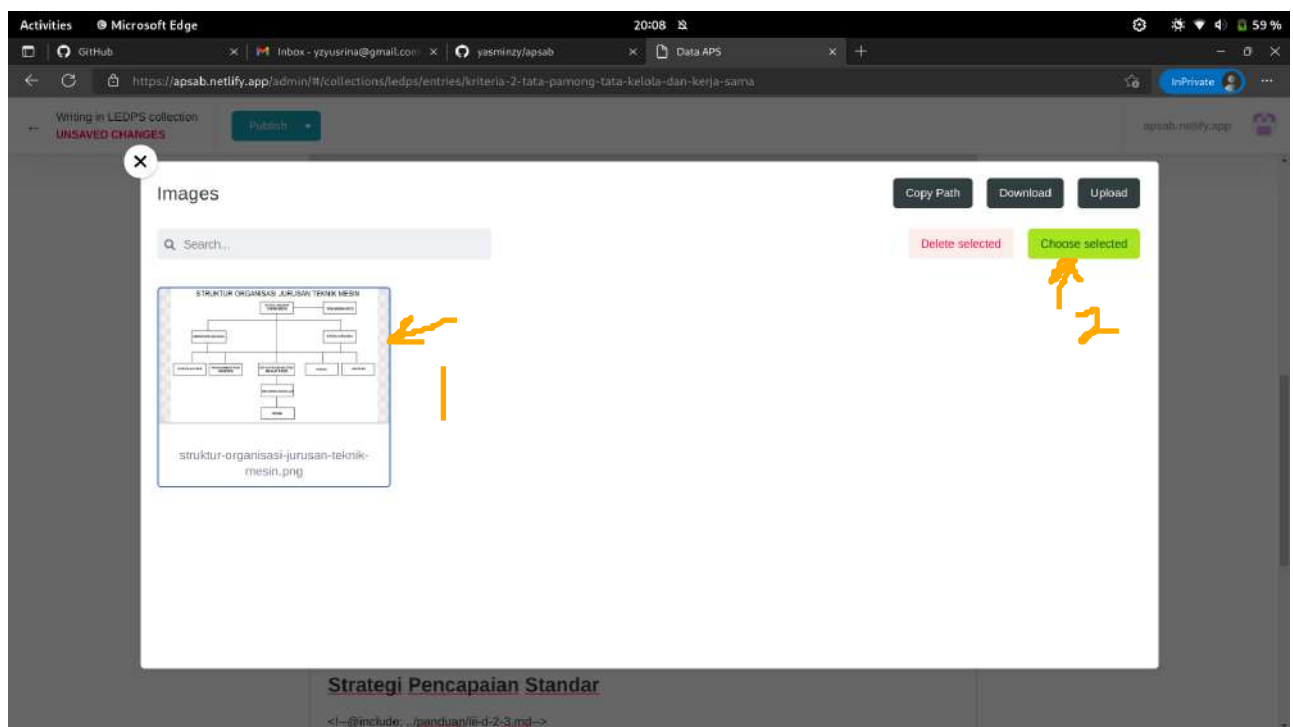 Activities Microsoft Edge 20:08 59 %
GitHub Inbox - yzyusrina@gmail.com yasminzy/apsab Data APS
https://apsab.netlify.app/admin/#/collections/ledps/entries/kriteria-2-tata-pamong-tata-kelola-dan-kerja-sama InPrivate
Writing in LEDPS collection
UNSAVED CHANGES Publish apsab.netlify.app
Images Copy Path Download Upload
Search... Delete selected Choose selected
STRUKTUR ORGANISASI JURUSAN TEKNIK MESIN
1
2
struktur-organisasi-jurusan-teknik-
mesin.png
Strategi Pencapaian Standar
<!--@include: ../panduan/iii-d-2-3.md-->